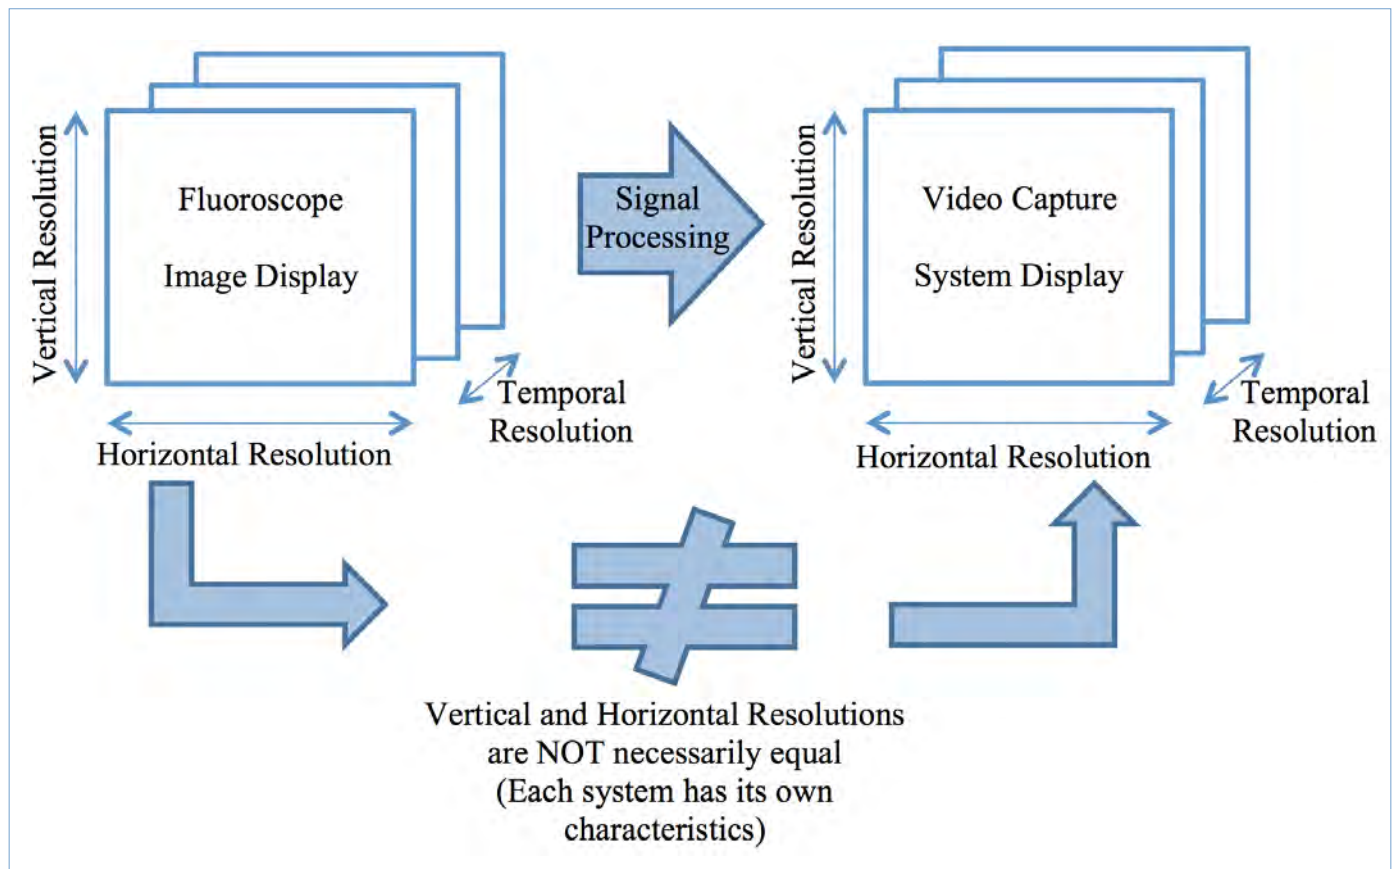 Vertical Resolution
Fluoroscope
Image Display
Temporal
Resolution
Horizontal Resolution
Signal
Processing
Vertical Resolution
Video Capture
System Display
Temporal
Resolution
Horizontal Resolution
Vertical and Horizontal Resolutions
are NOT necessarily equal
(Each system has its own
characteristics)